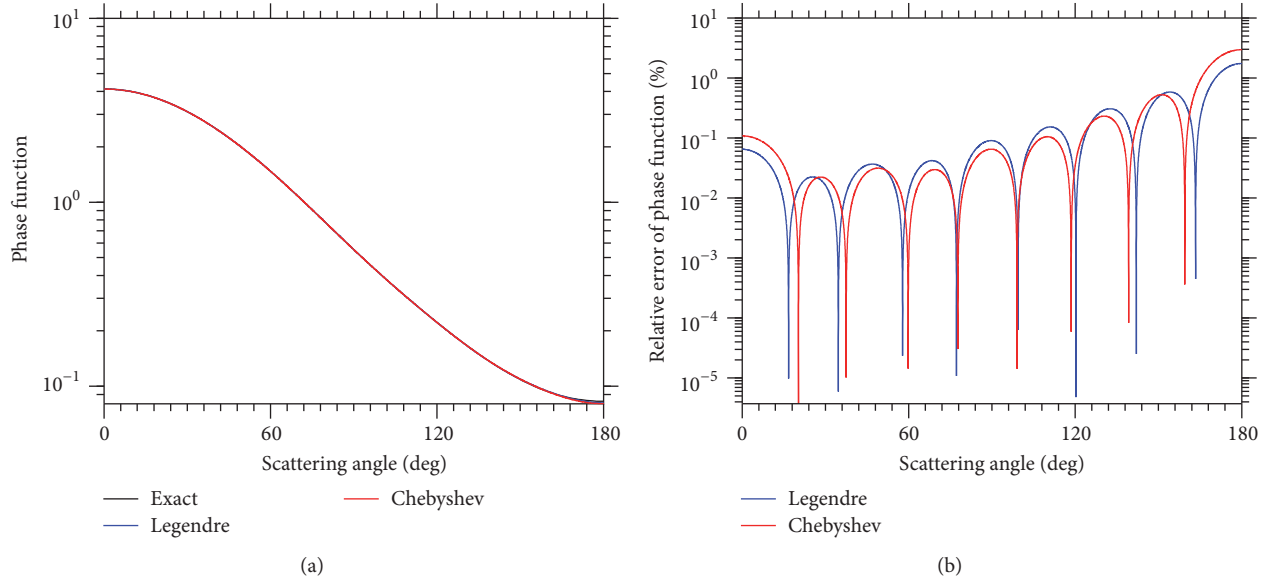 10^1
10^0
10^−1
Phase function
0 60 120 180
Scattering angle (deg)
Exact
Legendre
Chebyshev
(a)
10^1
10^0
10^−1
10^−2
10^−3
10^−4
10^−5
Relative error of phase function (%)
0 60 120 180
Scattering angle (deg)
Legendre
Chebyshev
(b)